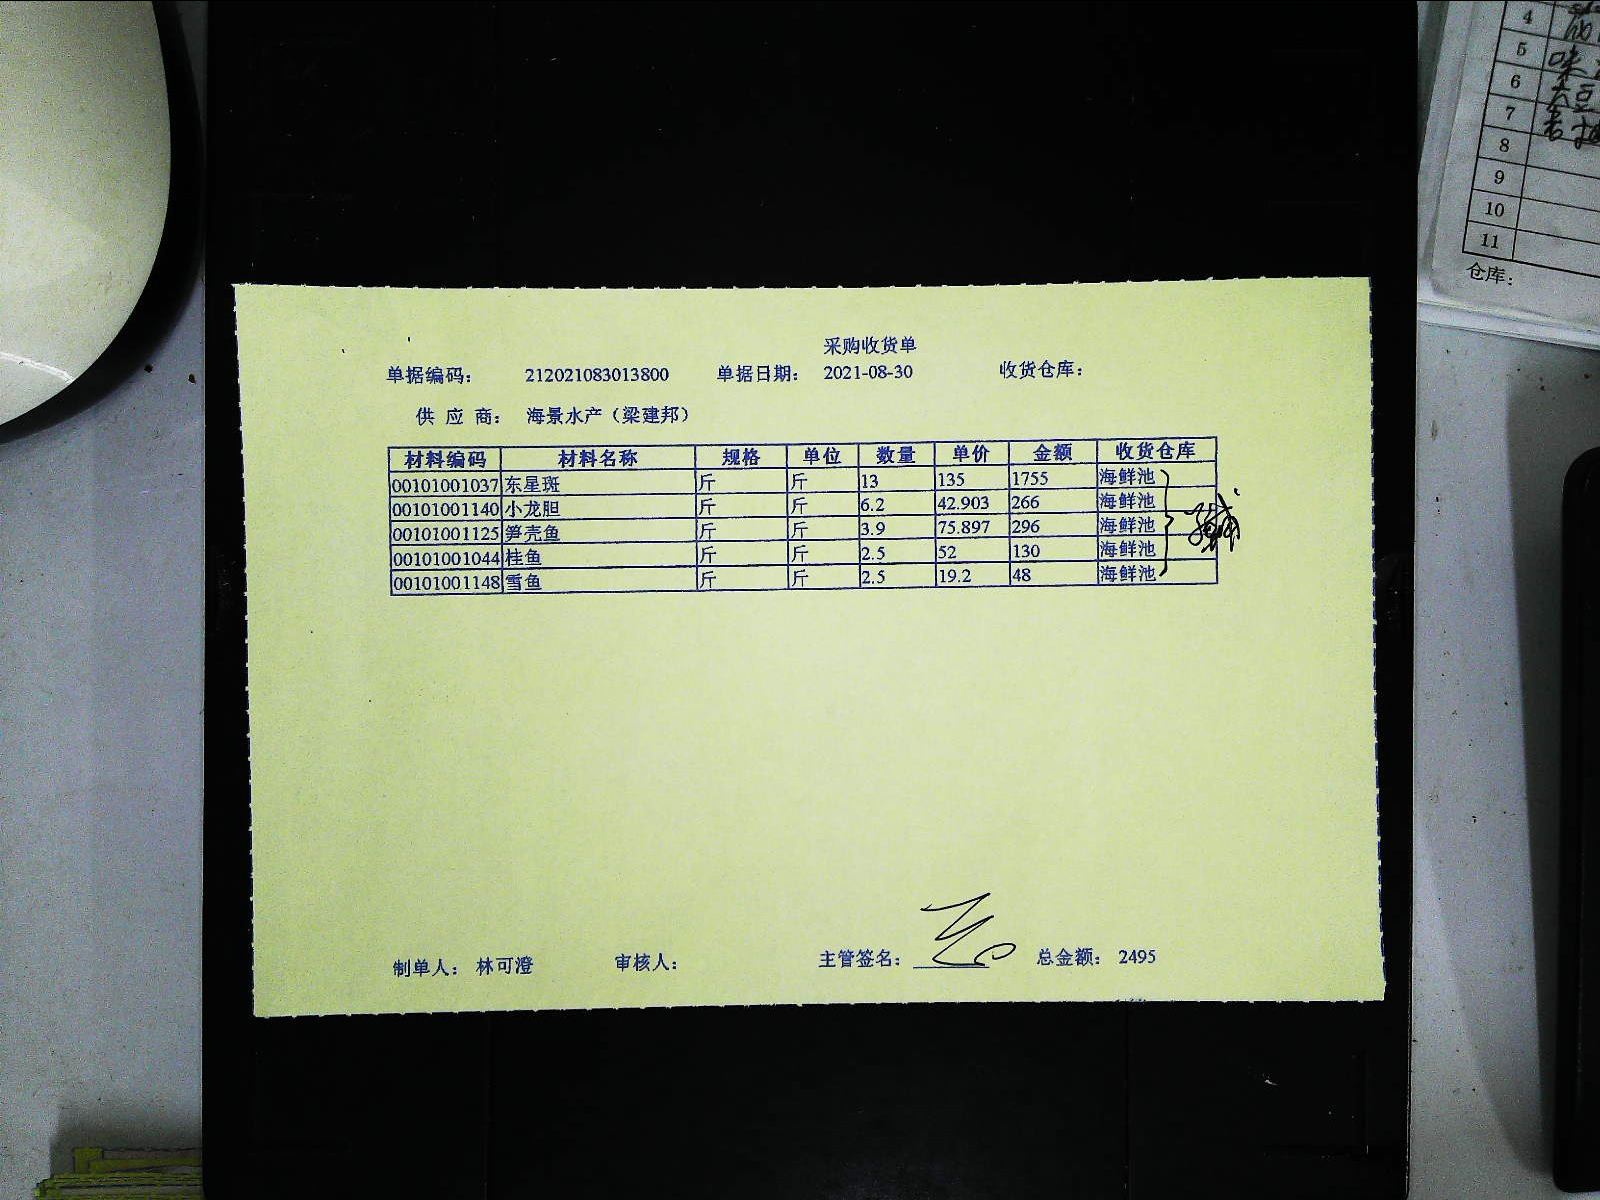 采购收货单
单据编码： 212021083013800 单据日期： 2021-08-30 收货仓库：
供 应 商： 海景水产（梁建邦）
材料编码 材料名称 规格 单位 数量 单价 金额 收货仓库
00101001037 东星斑 斤 斤 13 135 1755 海鲜池
00101001140 小龙胆 斤 斤 6.2 42.903 266 海鲜池
00101001125 笋壳鱼 斤 斤 3.9 75.897 296 海鲜池
00101001044 桂鱼 斤 斤 2.5 52 130 海鲜池
00101001148 雪鱼 斤 斤 2.5 19.2 48 海鲜池
制单人： 林可澄 审核人： 主管签名： 总金额： 2495
4
5
6
7
8
9
10
11
仓库：